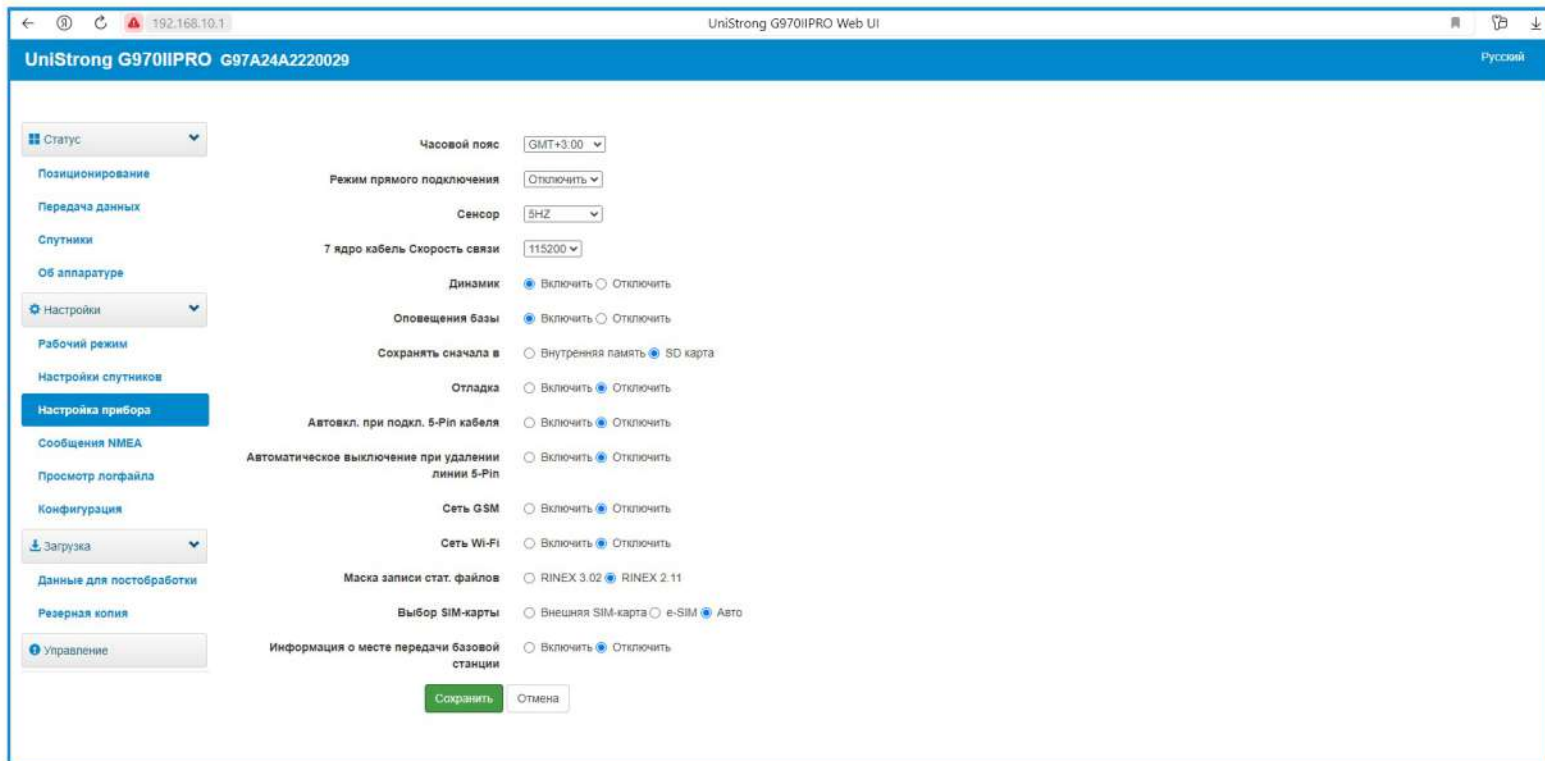 192.168.10.1
UniStrong G970IIPRO Web UI
UniStrong G970IIPRO G97A24A2220029
Русский
Статус
Позиционирование
Передача данных
Спутники
Об аппаратуре
Настройки
Рабочий режим
Настройки спутников
Настройка прибора
Сообщения NMEA
Просмотр логфайла
Конфигурация
Загрузка
Данные для постобработки
Резерная копия
Управление
Часовой пояс GMT+3:00
Режим прямого подключения Отключить
Сенсор 5HZ
7 ядро кабель Скорость связи 115200
Динамик Включить Отключить
Оповещения базы Включить Отключить
Сохранять сначала в Внутренняя память SD карта
Отладка Включить Отключить
Автовкл. при подкл. 5-Pin кабеля Включить Отключить
Автоматическое выключение при удалении Включить Отключить
линии 5-Pin
Сеть GSM Включить Отключить
Сеть Wi-Fi Включить Отключить
Маска записи стат. файлов RINEX 3.02 RINEX 2.11
Выбор SIM-карты Внешняя SIM-карта e-SIM Авто
Информация о месте передачи базовой Включить Отключить
станции
Сохранить Отмена